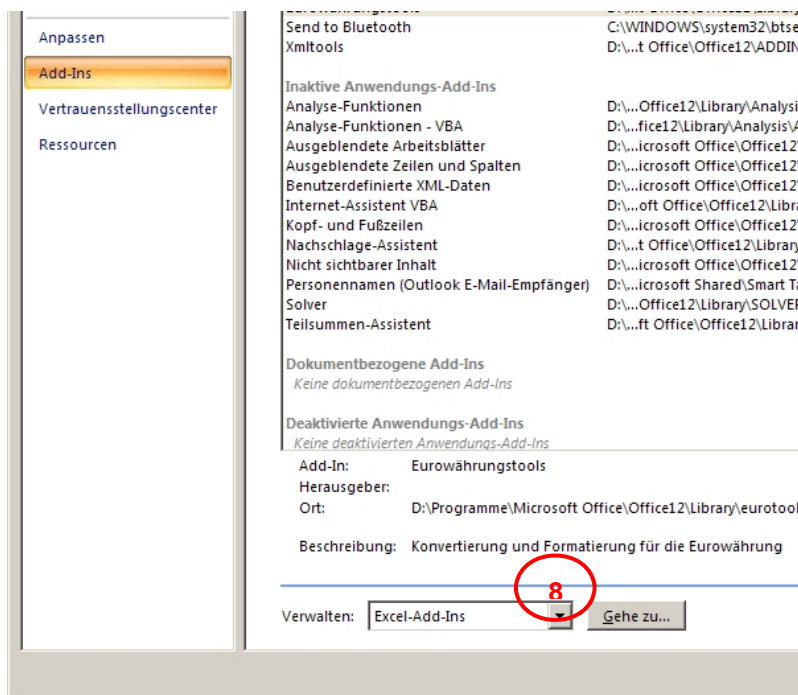 Send to Bluetooth C:\WINDOWS\system32\btse
Anpassen
Xmltools D:\...t Office\Office12\ADDIN
Add-Ins
Inaktive Anwendungs-Add-Ins
Vertrauensstellungscenter
Analyse-Funktionen D:\...Office12\Library\Analysi
Analyse-Funktionen - VBA D:\...fice12\Library\Analysis\A
Ressourcen
Ausgeblendete Arbeitsblätter D:\...icrosoft Office\Office12\
Ausgeblendete Zeilen und Spalten D:\...icrosoft Office\Office12\
Benutzerdefinierte XML-Daten D:\...icrosoft Office\Office12\
Internet-Assistent VBA D:\...oft Office\Office12\Libra
Kopf- und Fußzeilen D:\...icrosoft Office\Office12\
Nachschlage-Assistent D:\...t Office\Office12\Library
Nicht sichtbarer Inhalt D:\...icrosoft Office\Office12\
Personennamen (Outlook E-Mail-Empfänger) D:\...icrosoft Shared\Smart Ta
Solver D:\...Office12\Library\SOLVER
Teilsummen-Assistent D:\...ft Office\Office12\Librar
Dokumentbezogene Add-Ins
Keine dokumentbezogenen Add-Ins
Deaktivierte Anwendungs-Add-Ins
Keine deaktivierten Anwendungs-Add-Ins
Add-In: Eurowährungstools
Herausgeber:
Ort: D:\Programme\Microsoft Office\Office12\Library\eurotool
Beschreibung: Konvertierung und Formatierung für die Eurowährung
8
Verwalten: Excel-Add-Ins Gehe zu...